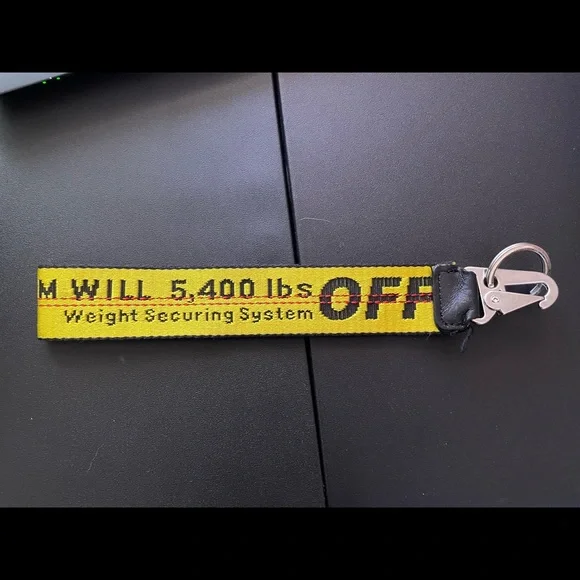 M WILL 5,400 lbs
Weight Securing System
OFF